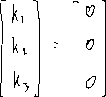 [k₁] = [0]
[k₂] = [0]
[k₃] = [0]